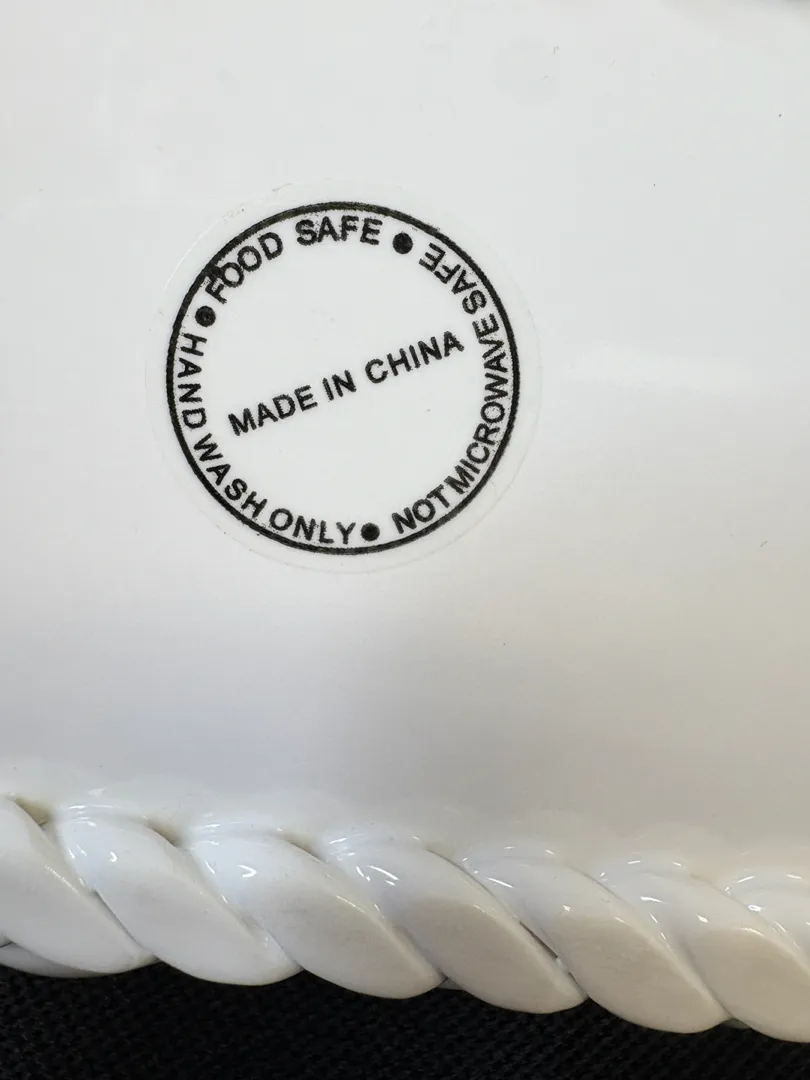 FOOD SAFE ● NOT MICROWAVE SAFE ● HAND WASH ONLY ●
MADE IN CHINA